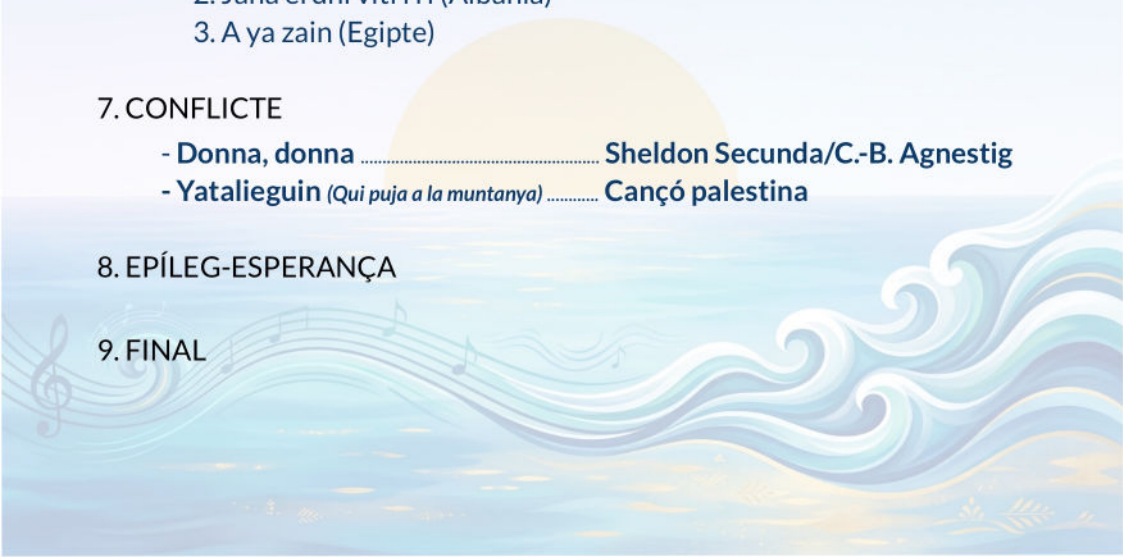 3. A ya zain (Egipte)
7. CONFLICTE
- Donna, donna ........................................................ Sheldon Secunda/C.-B. Agnestig
- Yatalieguin (Qui puja a la muntanya) ............ Cançó palestina
8. EPÍLEG-ESPERANÇA
9. FINAL